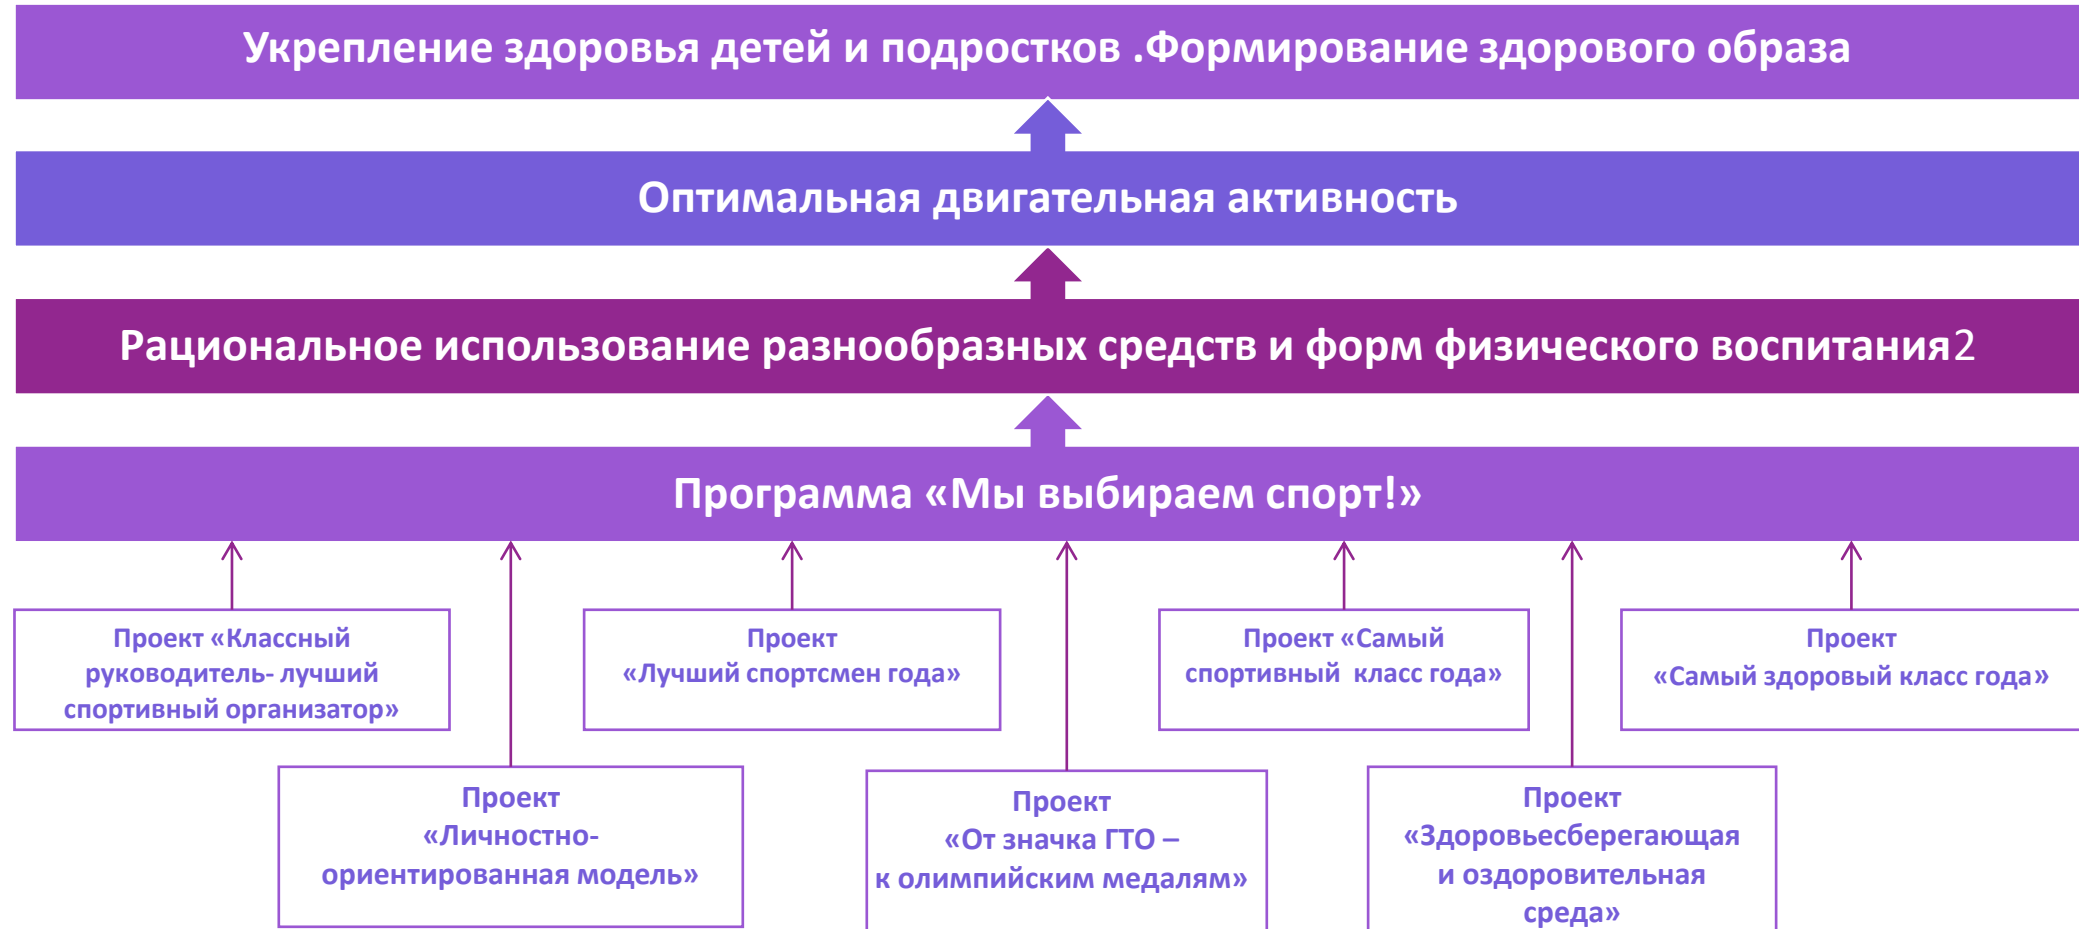 Укрепление здоровья детей и подростков .Формирование здорового образа
Оптимальная двигательная активность
Рациональное использование разнообразных средств и форм физического воспитания2
Программа «Мы выбираем спорт!»
Проект «Классный
руководитель- лучший
спортивный организатор»
Проект
«Лучший спортсмен года»
Проект «Самый
спортивный  класс года»
Проект
«Самый здоровый класс года»
Проект
«Личностно-
ориентированная модель»
Проект
«От значка ГТО –
к олимпийским медалям»
Проект
«Здоровьесберегающая
и оздоровительная
среда»